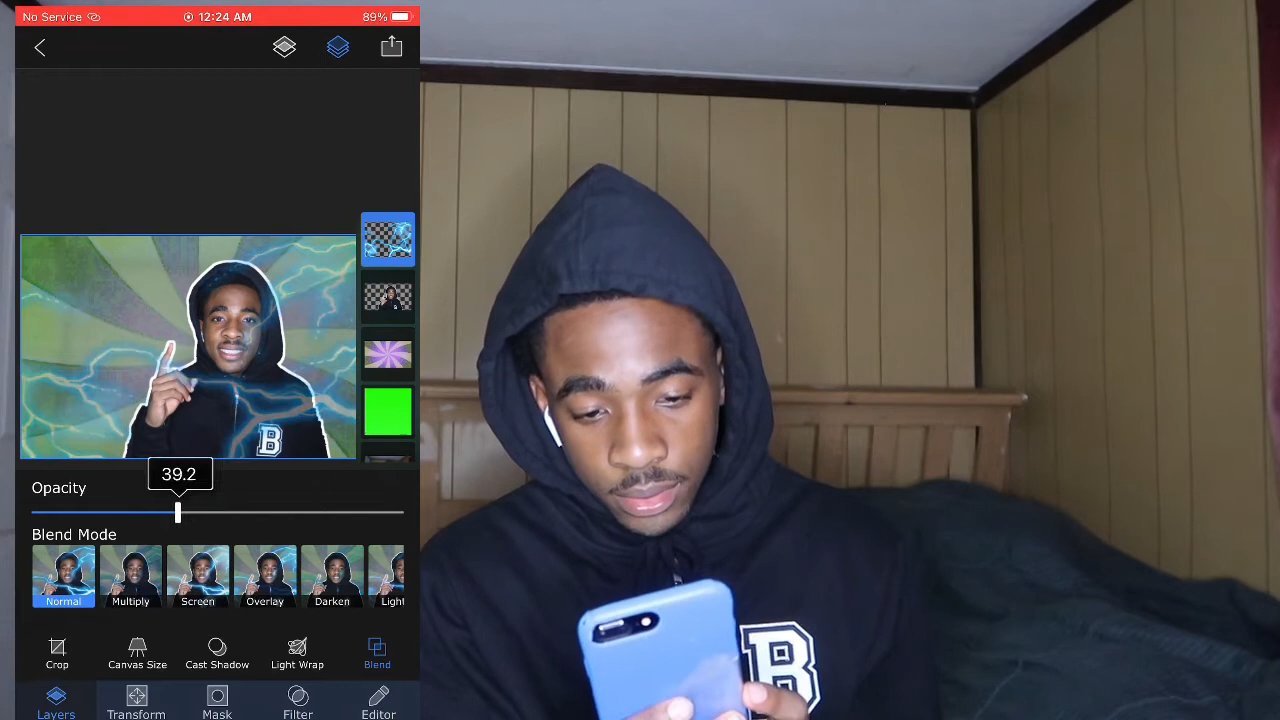 No Service 12:24 AM 89%
B
39.2
Opacity
Blend Mode
Normal Multiply Screen Overlay Darken Light
Crop Canvas Size Cast Shadow Light Wrap Blend
Layers Transform Mask Filter Editor
B